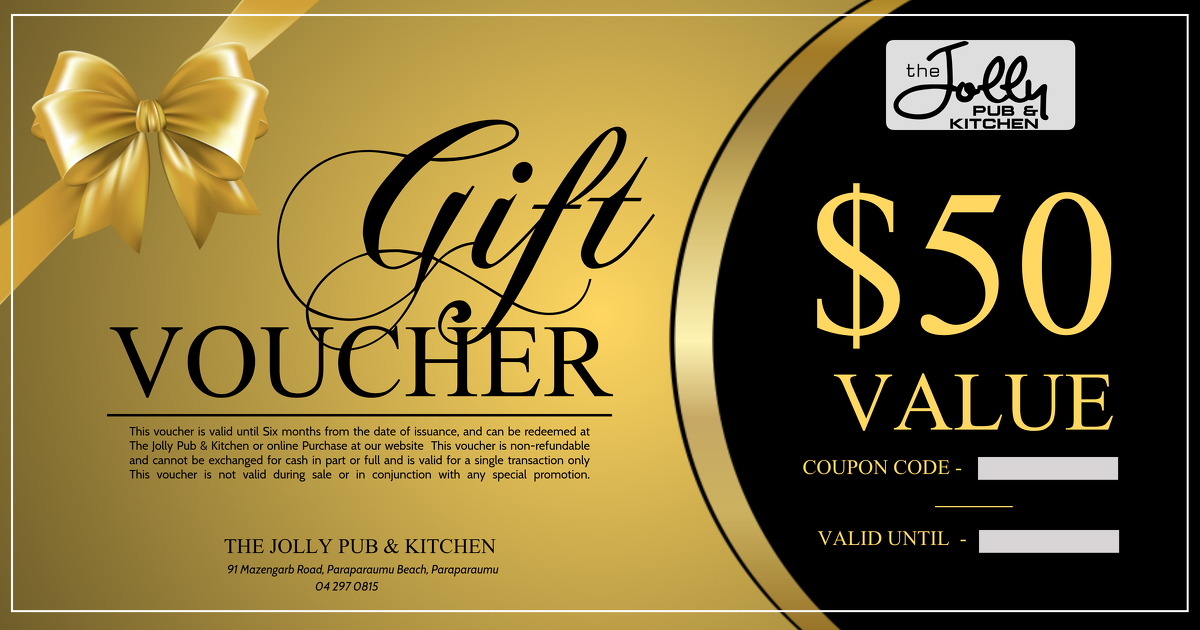 the Jolly
PUB &
KITCHEN
Gift
VOUCHER
$50
VALUE
This voucher is valid until Six months from the date of issuance, and can be redeemed at
The Jolly Pub & Kitchen or online Purchase at our website This voucher is non-refundable
and cannot be exchanged for cash in part or full and is valid for a single transaction only
This voucher is not valid during sale or in conjunction with any special promotion.
COUPON CODE -
VALID UNTIL -
THE JOLLY PUB & KITCHEN
91 Mazengarb Road, Paraparaumu Beach, Paraparaumu
04 297 0815